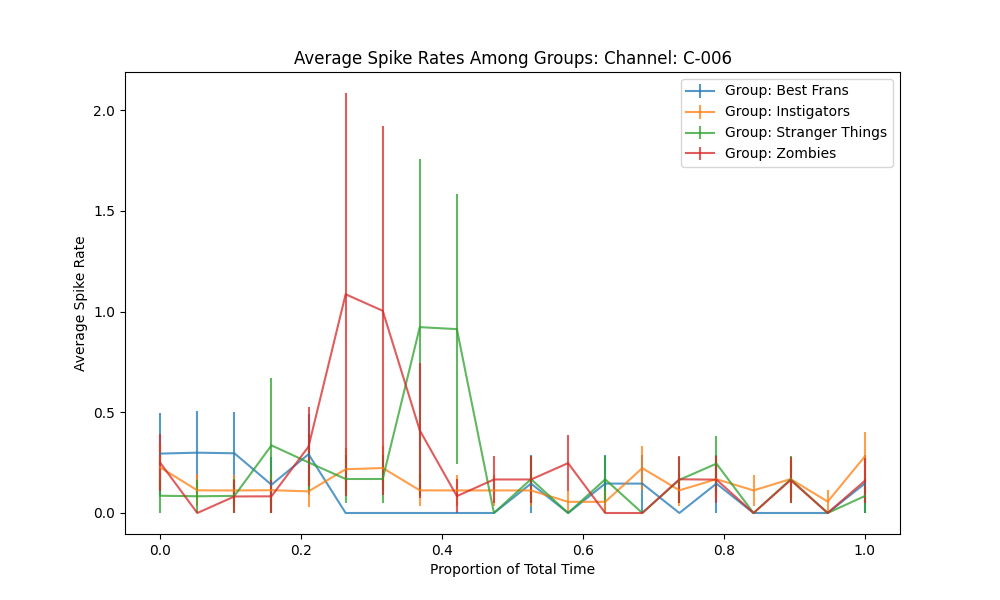 Average Spike Rates Among Groups: Channel: C-006
Group: Best Frans
Group: Instigators
Group: Stranger Things
Group: Zombies
2.0
1.5
1.0
0.5
0.0
Average Spike Rate
0.0 0.2 0.4 0.6 0.8 1.0
Proportion of Total Time